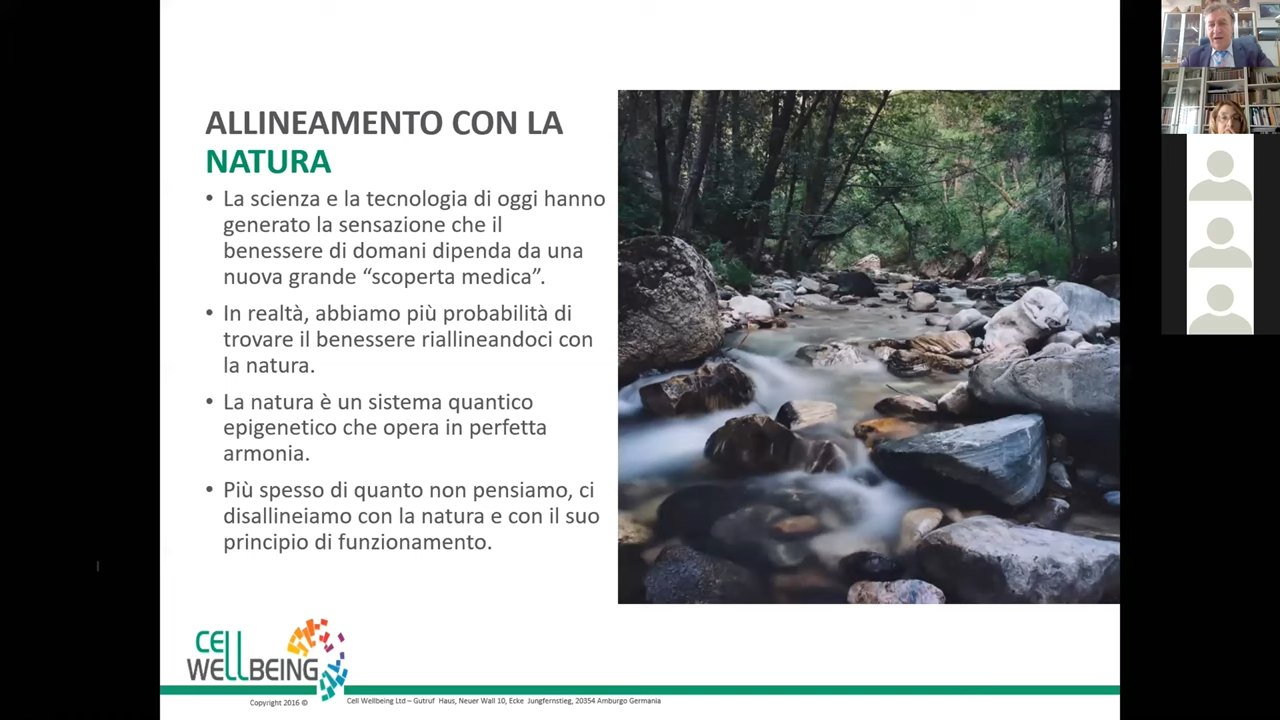 ALLINEAMENTO CON LA
NATURA
• La scienza e la tecnologia di oggi hanno
generato la sensazione che il
benessere di domani dipenda da una
nuova grande “scoperta medica”.
• In realtà, abbiamo più probabilità di
trovare il benessere riallineandoci con
la natura.
• La natura è un sistema quantico
epigenetico che opera in perfetta
armonia.
• Più spesso di quanto non pensiamo, ci
disallineiamo con la natura e con il suo
principio di funzionamento.
CELL
WELLBEING
Copyright 2016 ©
Cell Wellbeing Ltd – Gutruf Haus, Neuer Wall 10, Ecke Jungfernstieg, 20354 Amburgo Germania